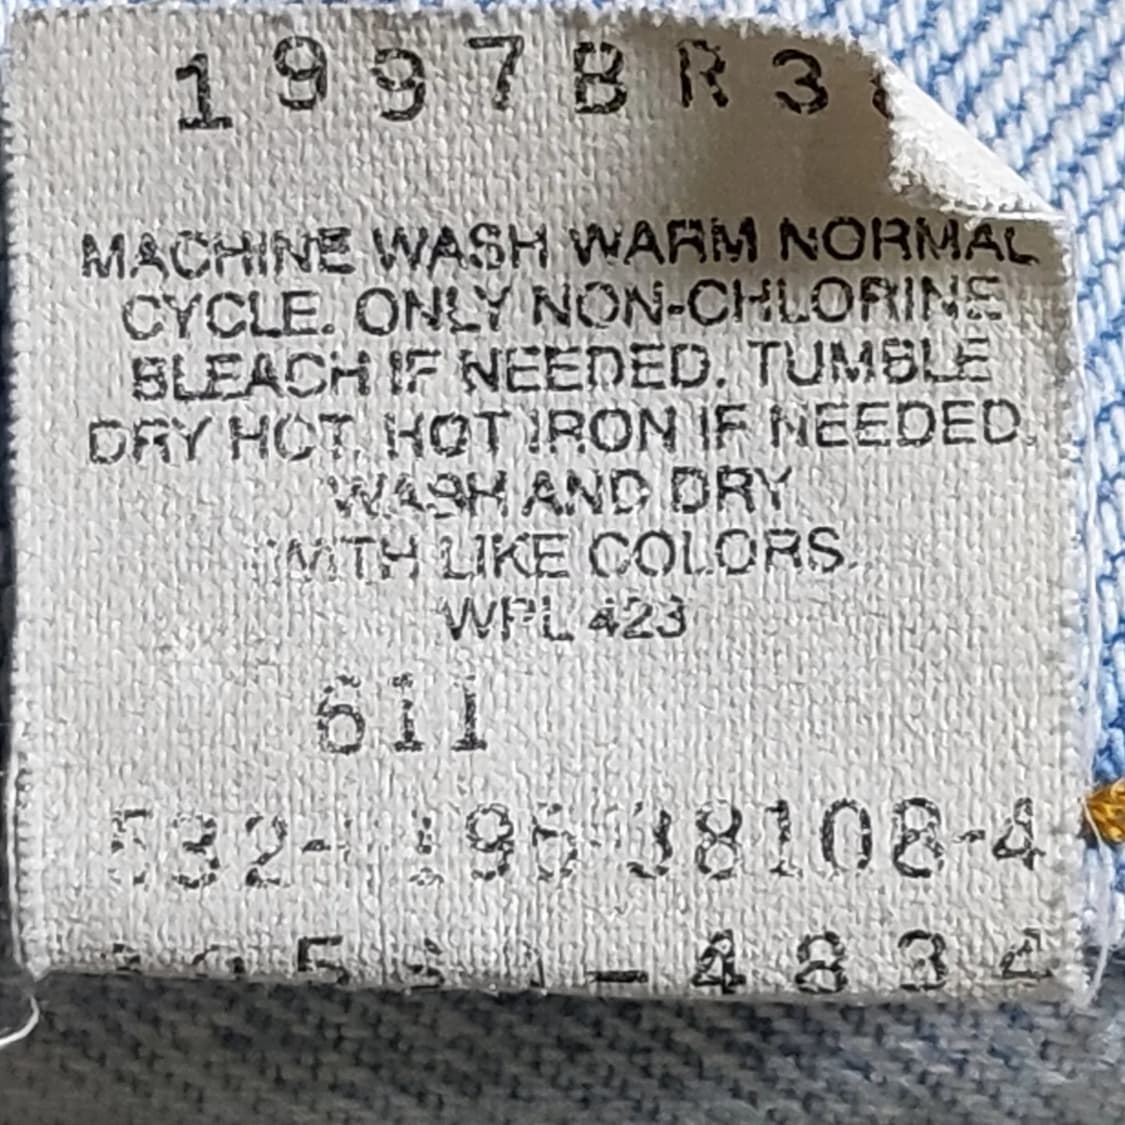 1997BR3
MACHINE WASH WARM NORMAL
CYCLE. ONLY NON-CHLORINE
BLEACH IF NEEDED. TUMBLE
DRY HOT. HOT IRON IF NEEDED.
WASH AND DRY
WITH LIKE COLORS.
WPL 423
611
38108-4